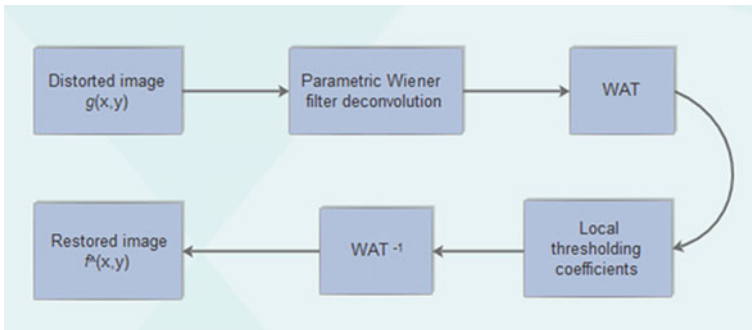 Distorted image
g(x,y)
Parametric Wiener
filter deconvolution
WAT
Local
thresholding
coefficients
WAT -1
Restored image
f^(x,y)